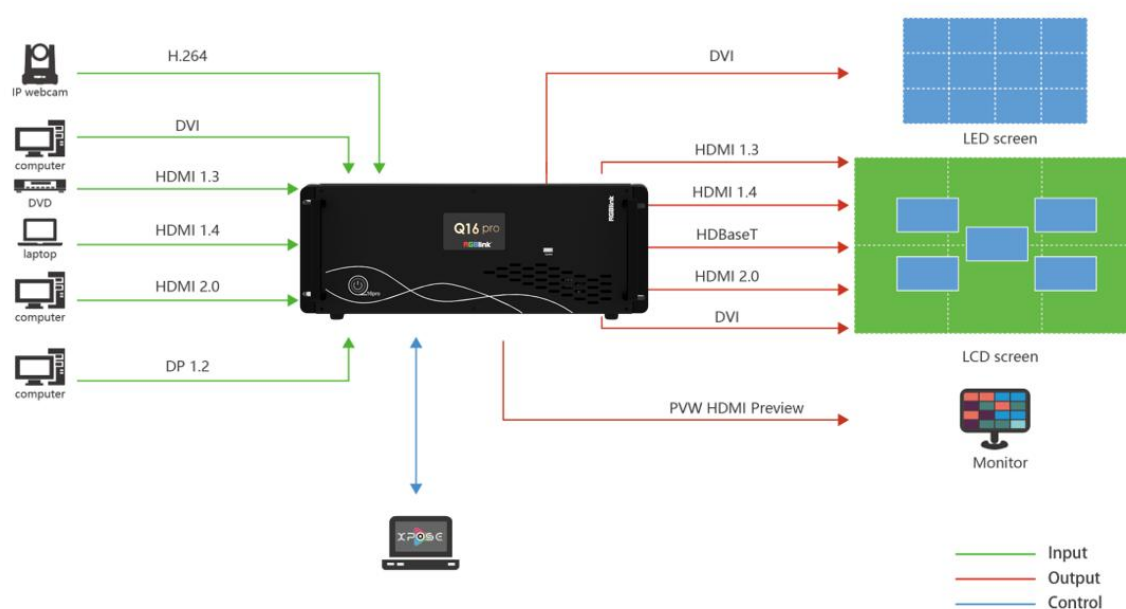 H.264
IP webcam
DVI
computer
HDMI 1.3
DVD
HDMI 1.4
laptop
HDMI 2.0
computer
DP 1.2
computer
Q16 pro
RGBlink
RGBlink
XPOSE
DVI
LED screen
HDMI 1.3
HDMI 1.4
HDBaseT
HDMI 2.0
DVI
LCD screen
PVW HDMI Preview
Monitor
Input
Output
Control